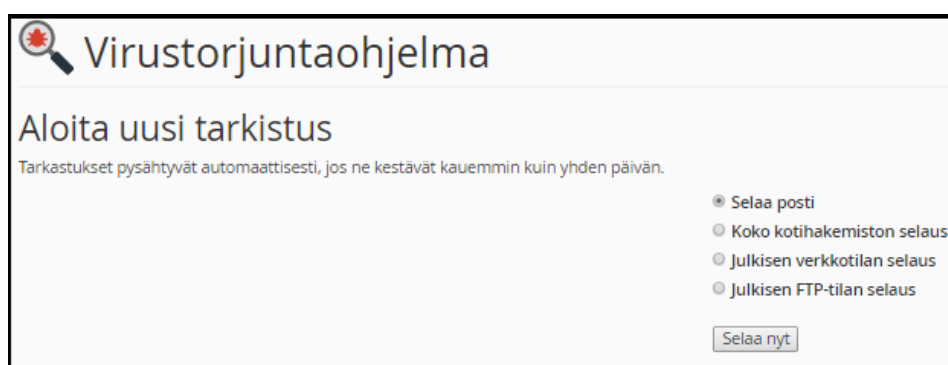 Virustorjuntaohjelma
Aloita uusi tarkistus
Tarkastukset pysähtyvät automaattisesti, jos ne kestävät kauemmin kuin yhden päivän.
Selaa posti
Koko kotihakemiston selaus
Julkisen verkkotilan selaus
Julkisen FTP-tilan selaus
Selaa nyt